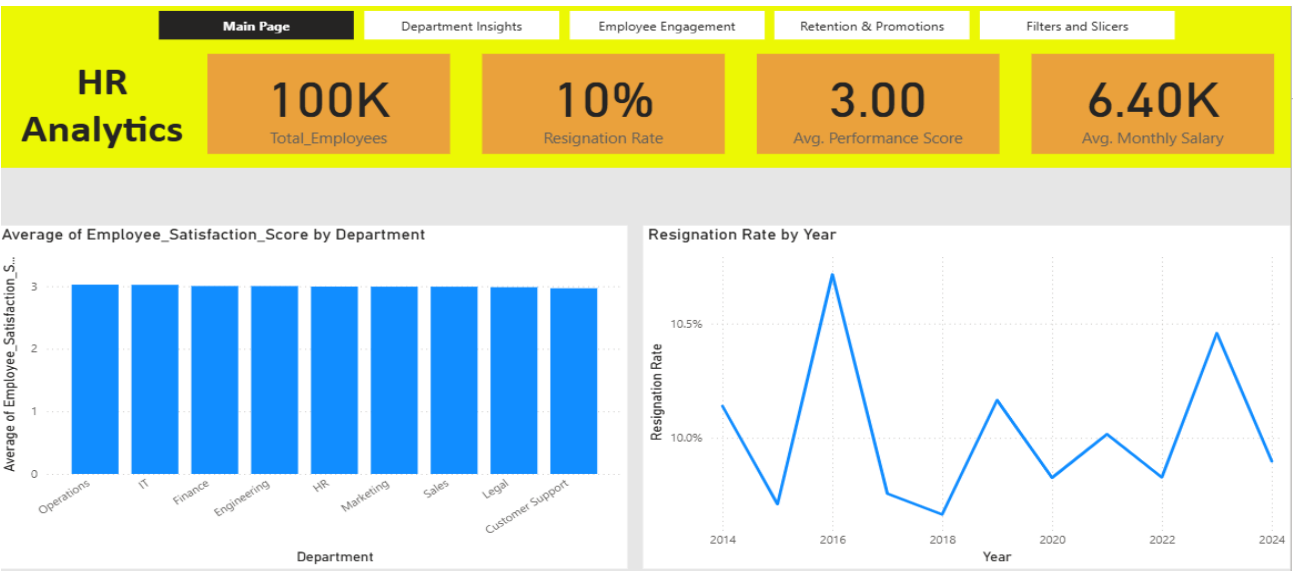 Main Page
Department Insights
Employee Engagement
Retention & Promotions
Filters and Slicers
HR
Analytics
100K
Total_Employees
10%
Resignation Rate
3.00
Avg. Performance Score
6.40K
Avg. Monthly Salary
Average of Employee_Satisfaction_Score by Department
Average of Employee_Satisfaction_S...
3
2
1
0
Operations
IT
Finance
Engineering
HR
Marketing
Sales
Legal
Customer Support
Department
Resignation Rate by Year
Resignation Rate
10.5%
10.0%
2014
2016
2018
2020
2022
2024
Year